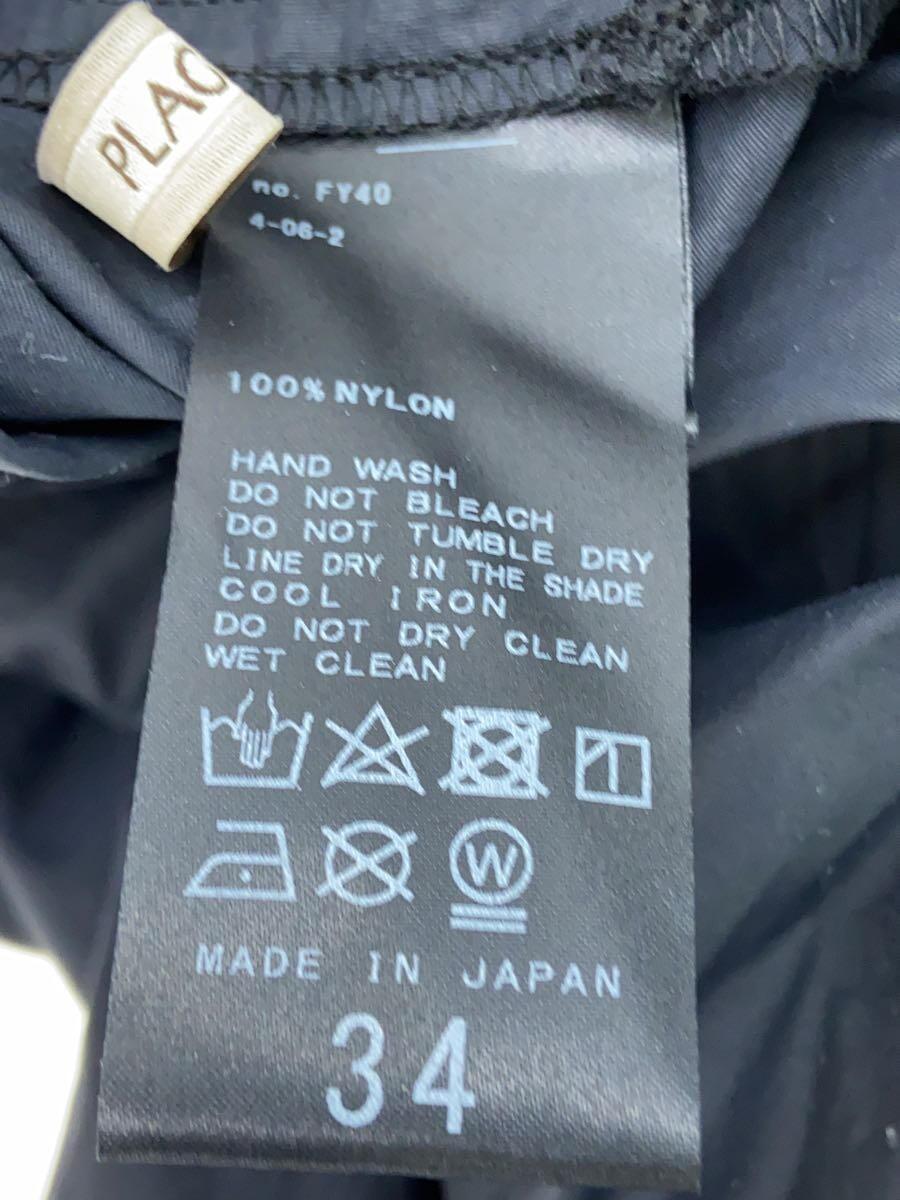 PLAC
no. FY40
4-06-2
100% NYLON
HAND WASH
DO NOT BLEACH
DO NOT TUMBLE DRY
LINE DRY IN THE SHADE
COOL IRON
DO NOT DRY CLEAN
WET CLEAN
W
MADE IN JAPAN
34